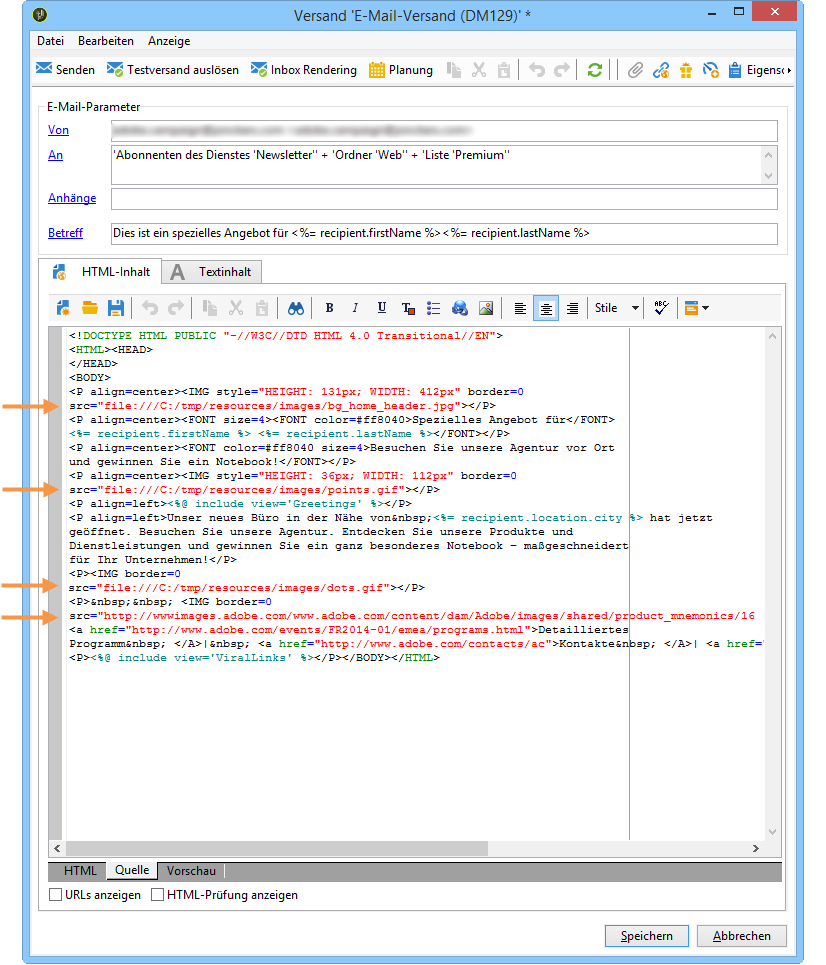 Versand 'E-Mail-Versand (DM129)' *
Datei Bearbeiten Anzeige
Senden Testversand auslösen Inbox Rendering Planung Eigensc
E-Mail-Parameter
Von
An 'Abonnenten des Dienstes 'Newsletter'' + 'Ordner 'Web'' + 'Liste 'Premium''
Anhänge
Betreff Dies ist ein spezielles Angebot für <%= recipient.firstName %><%= recipient.lastName %>
HTML-Inhalt A Textinhalt
B I U T Stile ABC
<!DOCTYPE HTML PUBLIC "-//W3C//DTD HTML 4.0 Transitional//EN">
<HTML><HEAD>
</HEAD>
<BODY>
<P align=center><IMG style="HEIGHT: 131px; WIDTH: 412px" border=0
src="file:///C:/tmp/resources/images/bg_home_header.jpg"></P>
<P align=center><FONT size=4><FONT color=#ff8040>Spezielles Angebot für</FONT>
<%= recipient.firstName %> <%= recipient.lastName %></FONT></P>
<P align=center><FONT color=#ff8040 size=4>Besuchen Sie unsere Agentur vor Ort
und gewinnen Sie ein Notebook!</FONT></P>
<P align=center><IMG style="HEIGHT: 36px; WIDTH: 112px" border=0
src="file:///C:/tmp/resources/images/points.gif"></P>
<P align=left><%@ include view='Greetings' %></P>
<P align=left>Unser neues Büro in der Nähe von&nbsp;<%= recipient.location.city %> hat jetzt
geöffnet. Besuchen Sie unsere Agentur. Entdecken Sie unsere Produkte und
Dienstleistungen und gewinnen Sie ein ganz besonderes Notebook – maßgeschneidert
für Ihr Unternehmen!</P>
<P><IMG border=0
src="file:///C:/tmp/resources/images/dots.gif"></P>
<P>&nbsp;&nbsp; <IMG border=0
src="http://wwwimages.adobe.com/www.adobe.com/content/dam/Adobe/images/shared/product_mnemonics/16
<a href="http://www.adobe.com/events/FR2014-01/emea/programs.html">Detailliertes
Programm&nbsp; </A>|&nbsp; <a href="http://www.adobe.com/contacts/ac">Kontakte&nbsp; </A>| <a href="
<P><%@ include view='ViralLinks' %></P></BODY></HTML>
HTML Quelle Vorschau
URLs anzeigen HTML-Prüfung anzeigen
Speichern Abbrechen